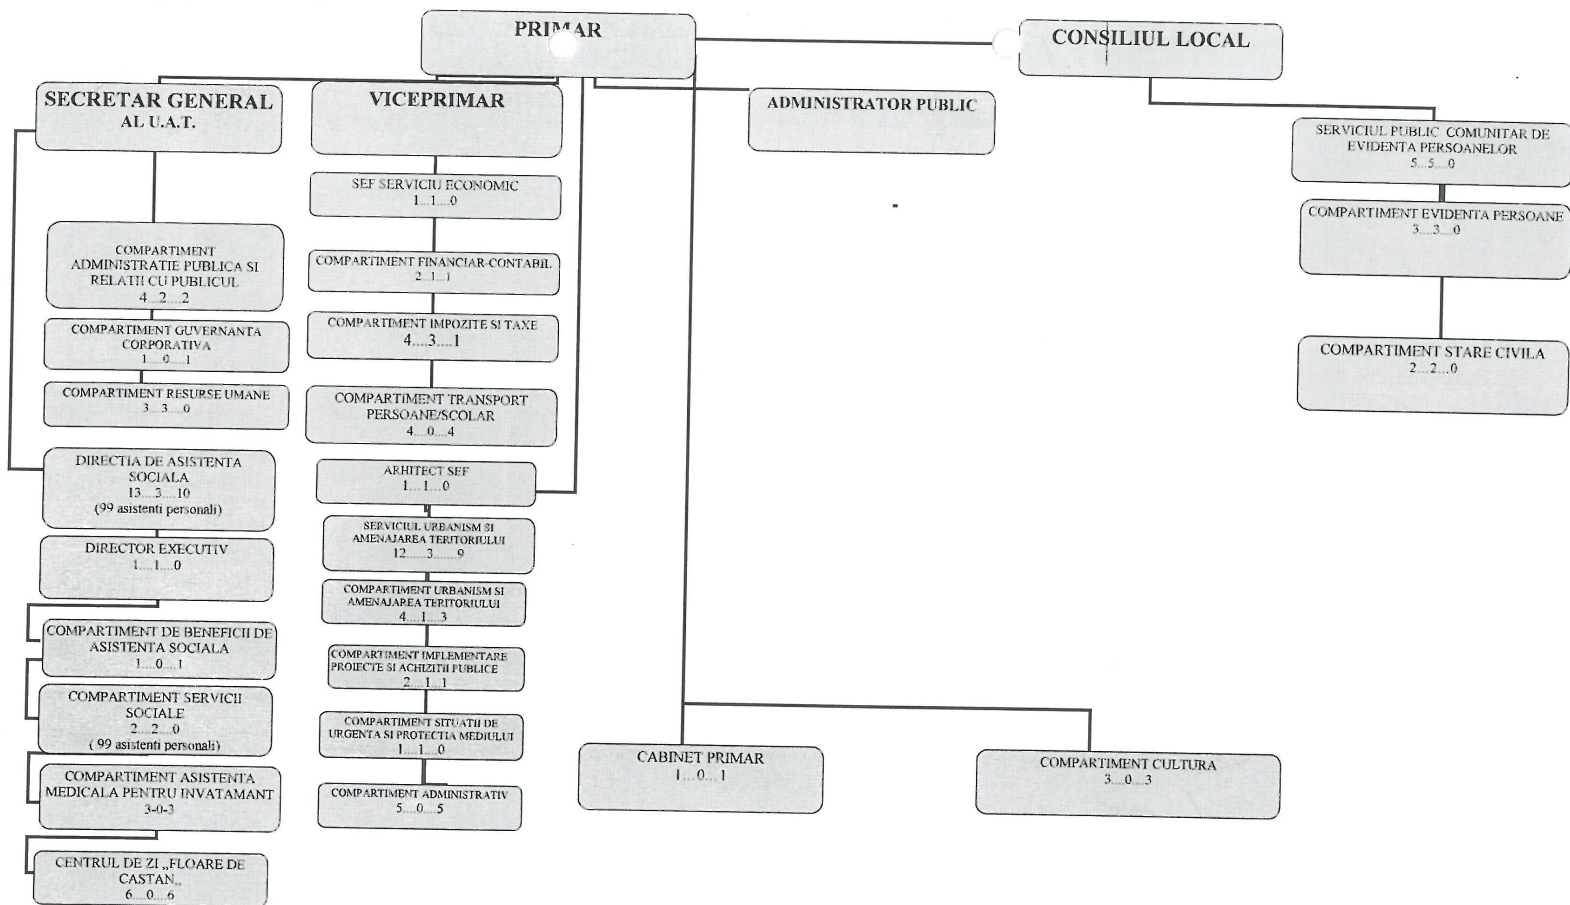 PRIMAR
CONSILIUL LOCAL
SECRETAR GENERAL
AL U.A.T.
VICEPRIMAR
ADMINISTRATOR PUBLIC
SERVICIUL PUBLIC COMUNITAR DE
EVIDENTA PERSOANELOR
5...5...0
COMPARTIMENT EVIDENTA PERSOANE
3...3...0
COMPARTIMENT STARE CIVILA
2...2...0
SEF SERVICIU ECONOMIC
1...1...0
COMPARTIMENT FINANCIAR-CONTABIL
2...1...1
COMPARTIMENT IMPOZITE SI TAXE
4....3....1
COMPARTIMENT TRANSPORT
PERSOANE/SCOLAR
4....0....4
ARHITECT SEF
1....1....0
SERVICIUL URBANISM SI
AMENAJAREA TERITORIULUI
12.....3.....9
COMPARTIMENT URBANISM SI
AMENAJAREA TERITORIULUI
4....1....3
COMPARTIMENT IMPLEMENTARE
PROIECTE SI ACHIZITII PUBLICE
2....1....1
COMPARTIMENT SITUATII DE
URGENTA SI PROTECTIA MEDIULUI
1....1....0
COMPARTIMENT ADMINISTRATIV
5....0....5
COMPARTIMENT
ADMINISTRATIE PUBLICA SI
RELATII CU PUBLICUL
4....2....2
COMPARTIMENT GUVERNANTA
CORPORATIVA
1....0....1
COMPARTIMENT RESURSE UMANE
3....3....0
DIRECTIA DE ASISTENTA
SOCIALA
13....3....10
(99 asistenti personali)
DIRECTOR EXECUTIV
1....1....0
COMPARTIMENT DE BENEFICII DE
ASISTENTA SOCIALA
1....0....1
COMPARTIMENT SERVICII
SOCIALE
2....2....0
( 99 asistenti personali)
COMPARTIMENT ASISTENTA
MEDICALA PENTRU INVATAMANT
3-0-3
CENTRUL DE ZI „FLOARE DE
CASTAN„
6....0....6
CABINET PRIMAR
1....0....1
COMPARTIMENT CULTURA
3....0....3